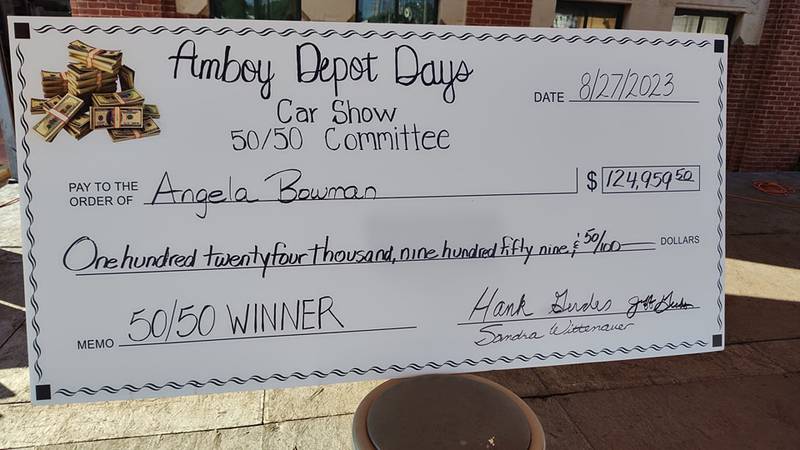 Amboy Depot Days
Car Show
50/50 Committee
DATE 8/27/2023
PAY TO THE
ORDER OF Angela Bowman $ 124,959 50
One hundred twenty four thousand, nine hundred fifty nine, & 50/100 DOLLARS
MEMO 50/50 WINNER
Hank Gerdes
Sandra Wittenauer